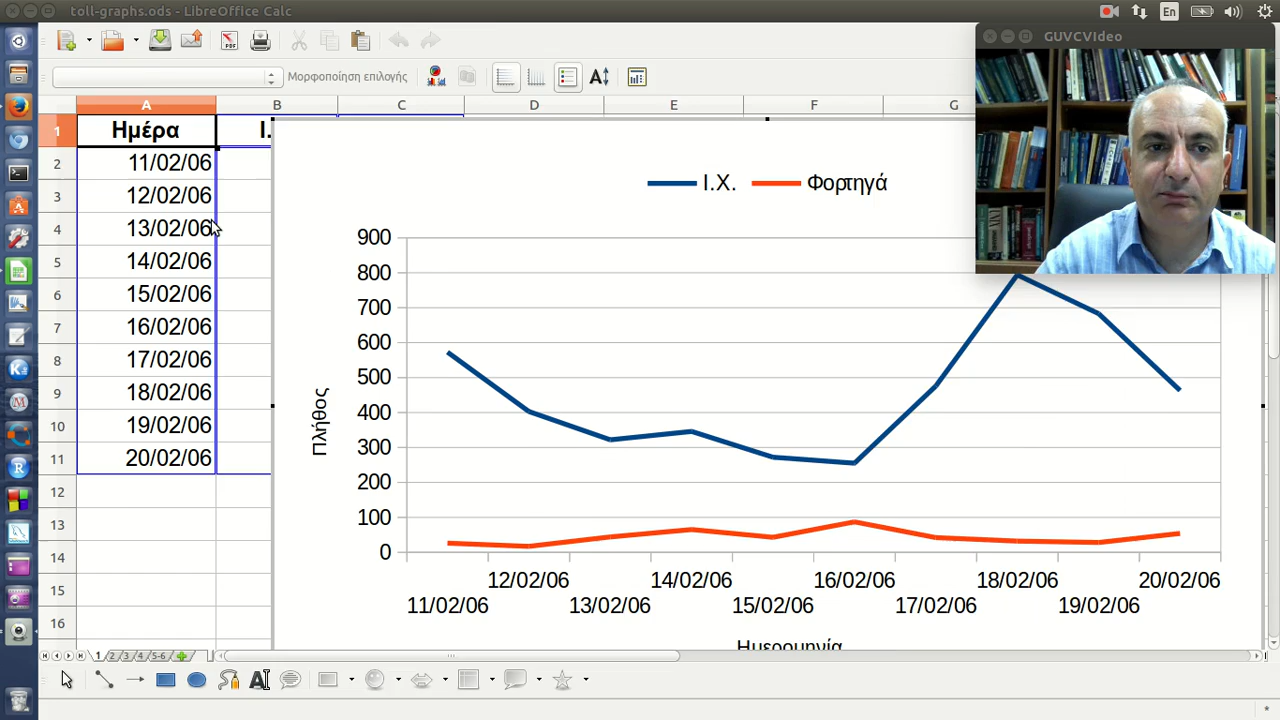 toll-graphs.ods - LibreOffice Calc
En
GUVCVIdeo
Μορφοποίηση επιλογής
A B C D E F G
1 Ημέρα Ι.
2 11/02/06
3 12/02/06
4 13/02/06
5 14/02/06
6 15/02/06
7 16/02/06
8 17/02/06
9 18/02/06
10 19/02/06
11 20/02/06
12
13
14
15
16
Ι.Χ. Φορτηγά
900
800
700
600
500
400
300
200
100
0
Πλήθος
12/02/06 14/02/06 16/02/06 18/02/06 20/02/06
11/02/06 13/02/06 15/02/06 17/02/06 19/02/06
Ημερομηνία
1 2 3 4 5-6